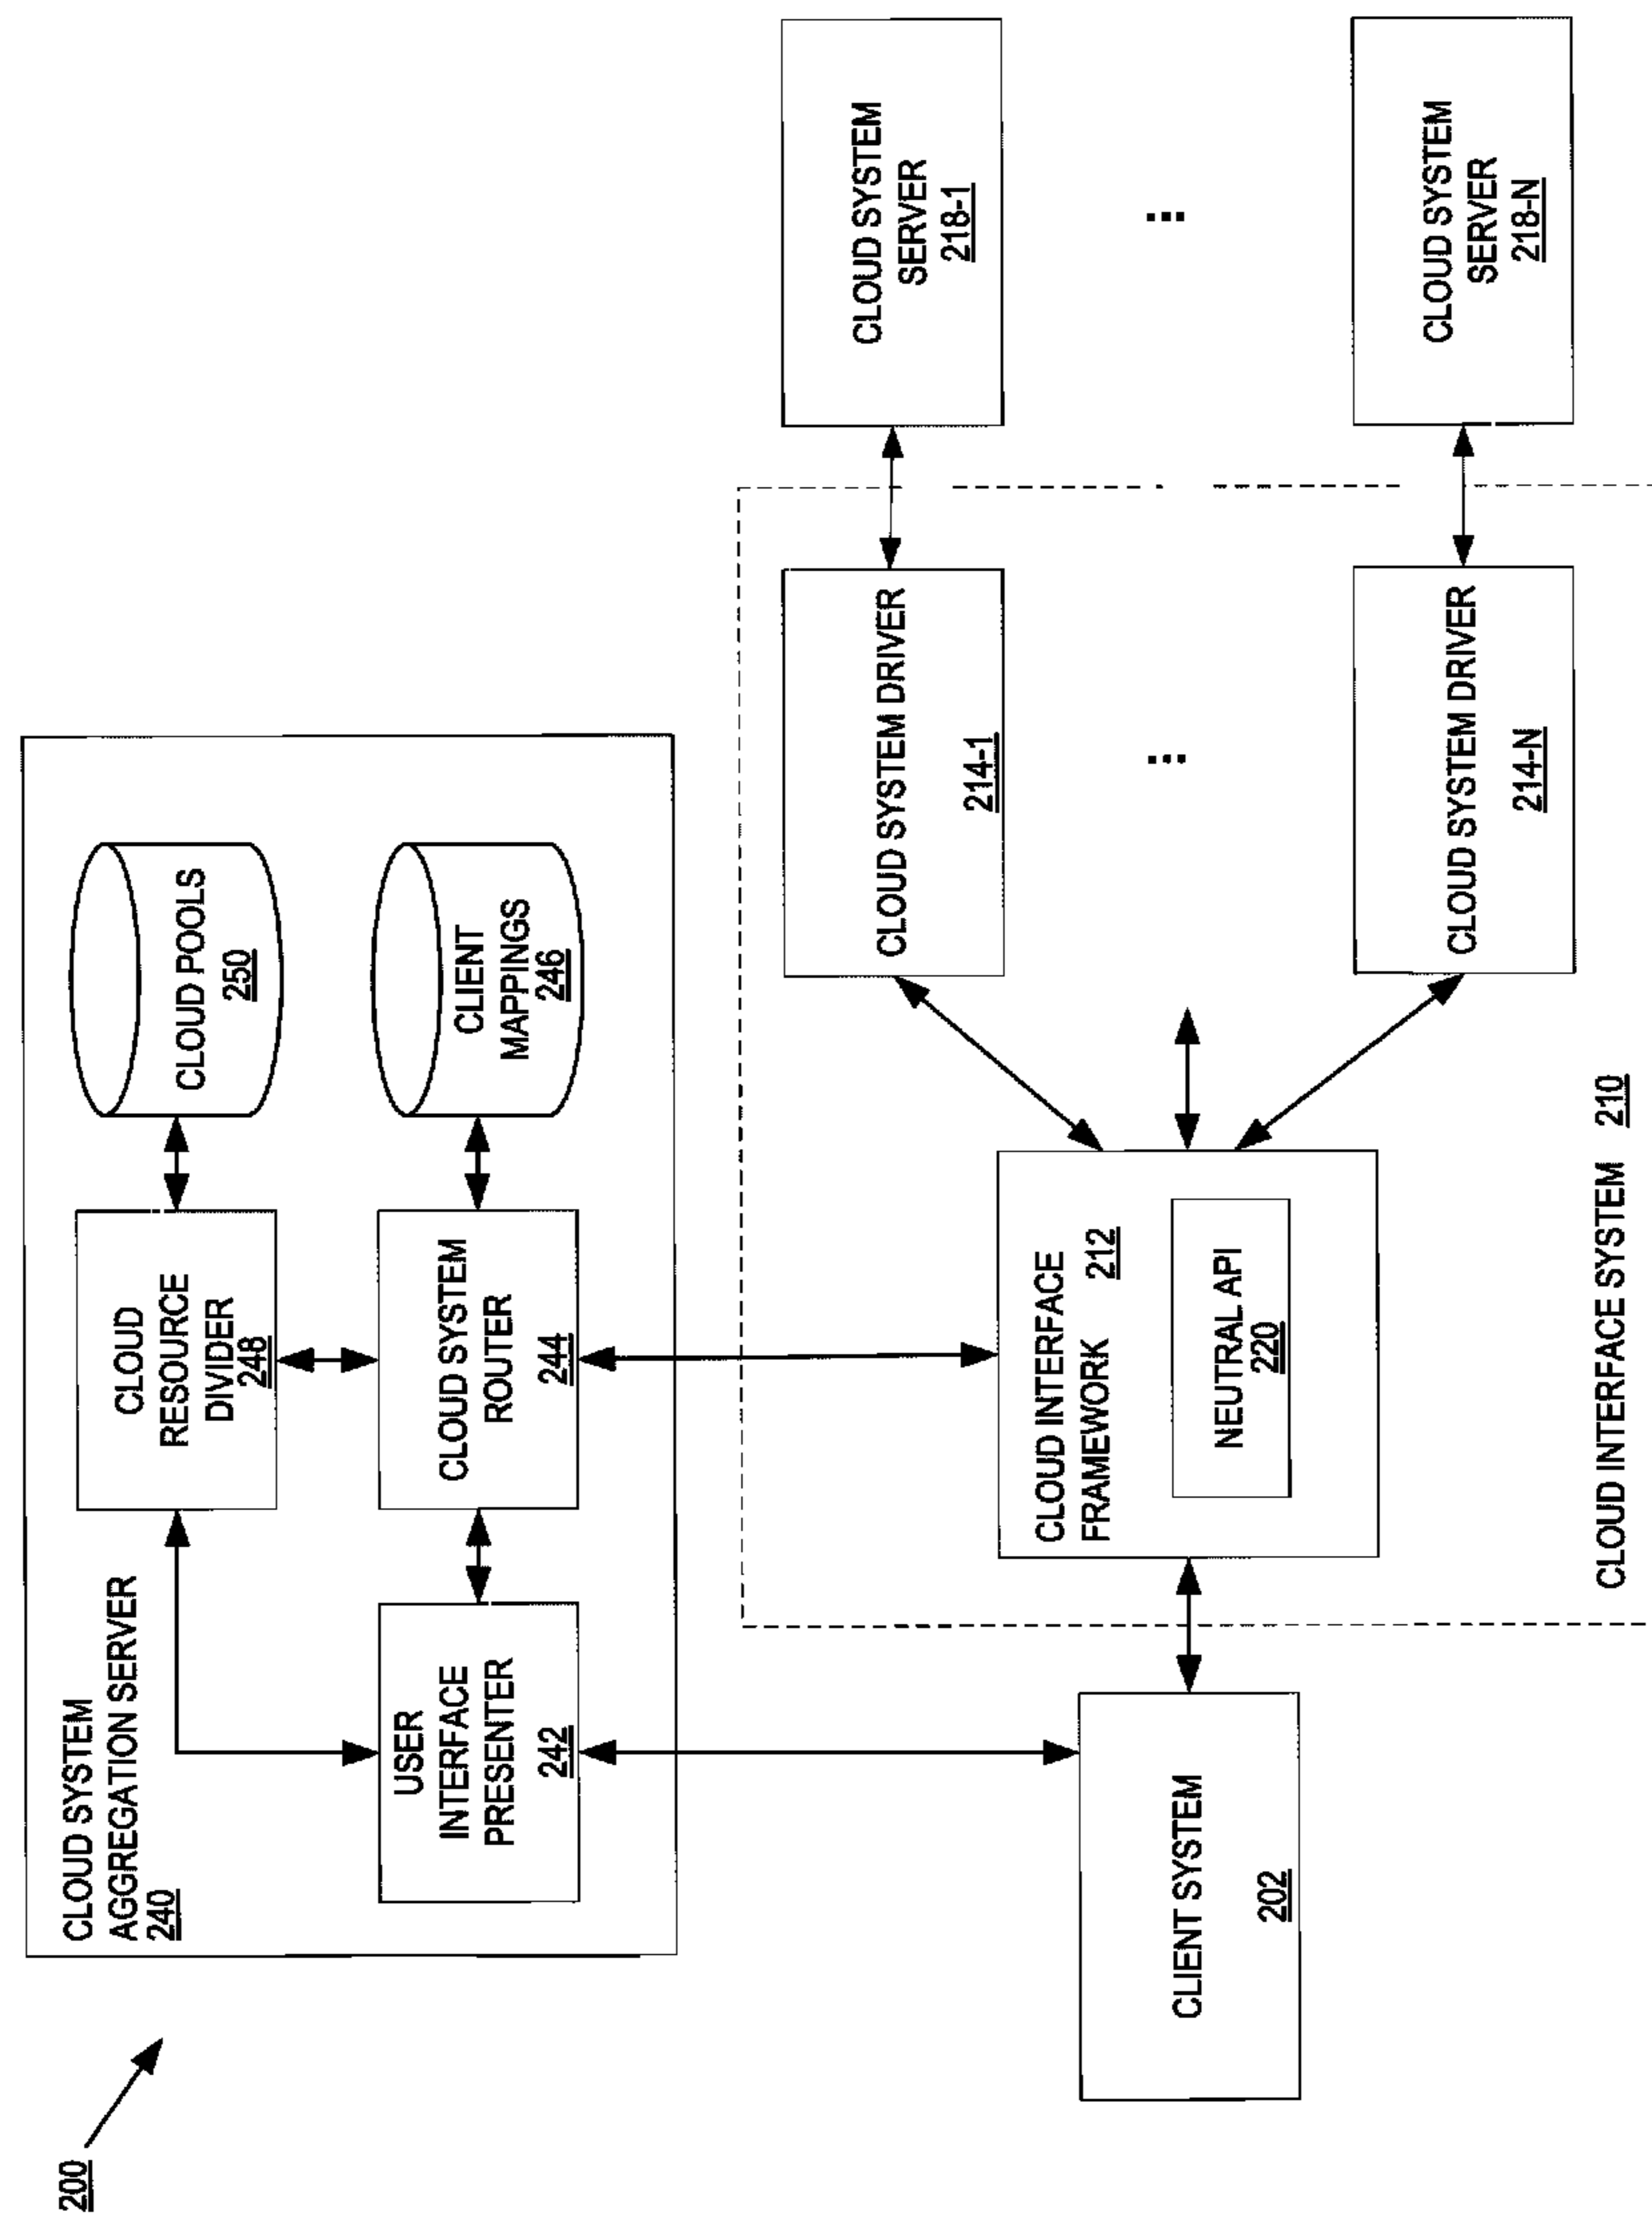 200
CLOUD SYSTEM
AGGREGATION SERVER
240
CLOUD
RESOURCE
DIVIDER
248
CLOUD POOLS
250
USER
INTERFACE
PRESENTER
242
CLOUD SYSTEM
ROUTER
244
CLIENT
MAPPINGS
246
CLIENT SYSTEM
202
CLOUD INTERFACE
FRAMEWORK 212
NEUTRAL API
220
CLOUD SYSTEM DRIVER
214-1
...
CLOUD SYSTEM DRIVER
214-N
CLOUD SYSTEM
SERVER
218-1
...
CLOUD SYSTEM
SERVER
218-N
CLOUD INTERFACE SYSTEM 210